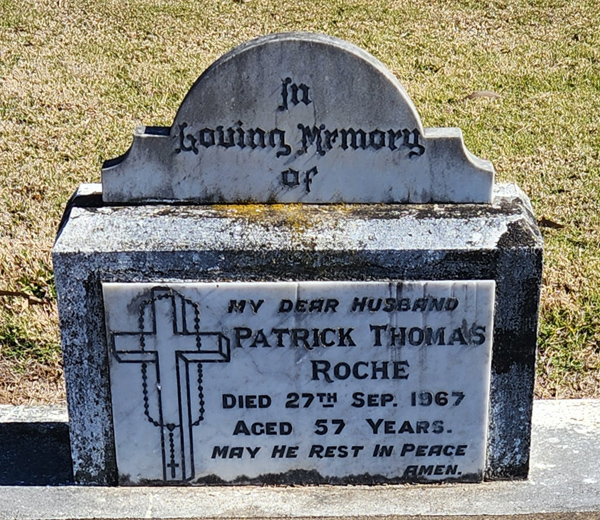 In
Loving Memory
of
MY DEAR HUSBAND
PATRICK THOMAS
ROCHE
DIED 27TH SEP. 1967
AGED 57 YEARS.
MAY HE REST IN PEACE
AMEN.